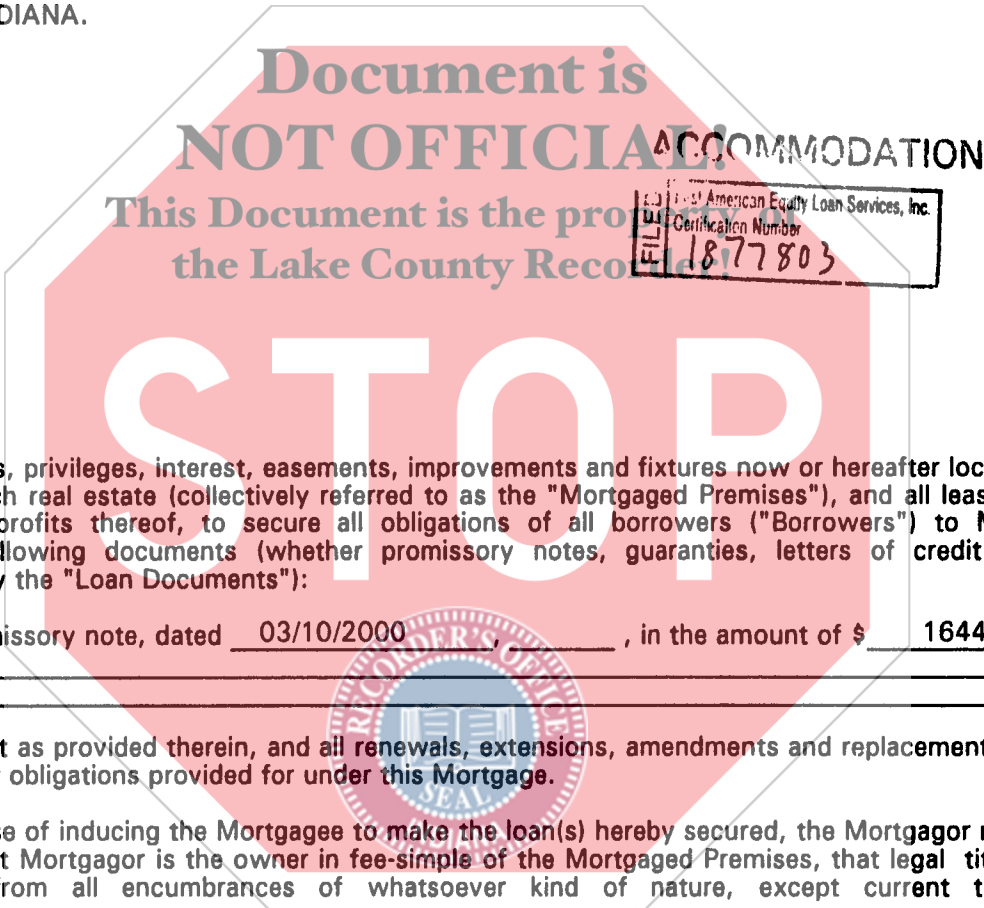 DIANA.
Document is
NOT OFFICIAL!
This Document is the property of
the Lake County Recorder!
ACCOMMODATION
FILED
First American Equity Loan Services, Inc.
Certification Number
1877803
STOP
s, privileges, interest, easements, improvements and fixtures now or hereafter loc
ch real estate (collectively referred to as the "Mortgaged Premises"), and all leas
profits thereof, to secure all obligations of all borrowers ("Borrowers") to M
llowing documents (whether promissory notes, guaranties, letters of credit
y the "Loan Documents"):
issory note, dated 03/10/2000 , , in the amount of $ 1644
t as provided therein, and all renewals, extensions, amendments and replacement
obligations provided for under this Mortgage.
RECORDER'S OFFICE
SEAL
INDIANA
se of inducing the Mortgagee to make the loan(s) hereby secured, the Mortgagor
t Mortgagor is the owner in fee-simple of the Mortgaged Premises, that legal tit
from all encumbrances of whatsoever kind of nature, except current t